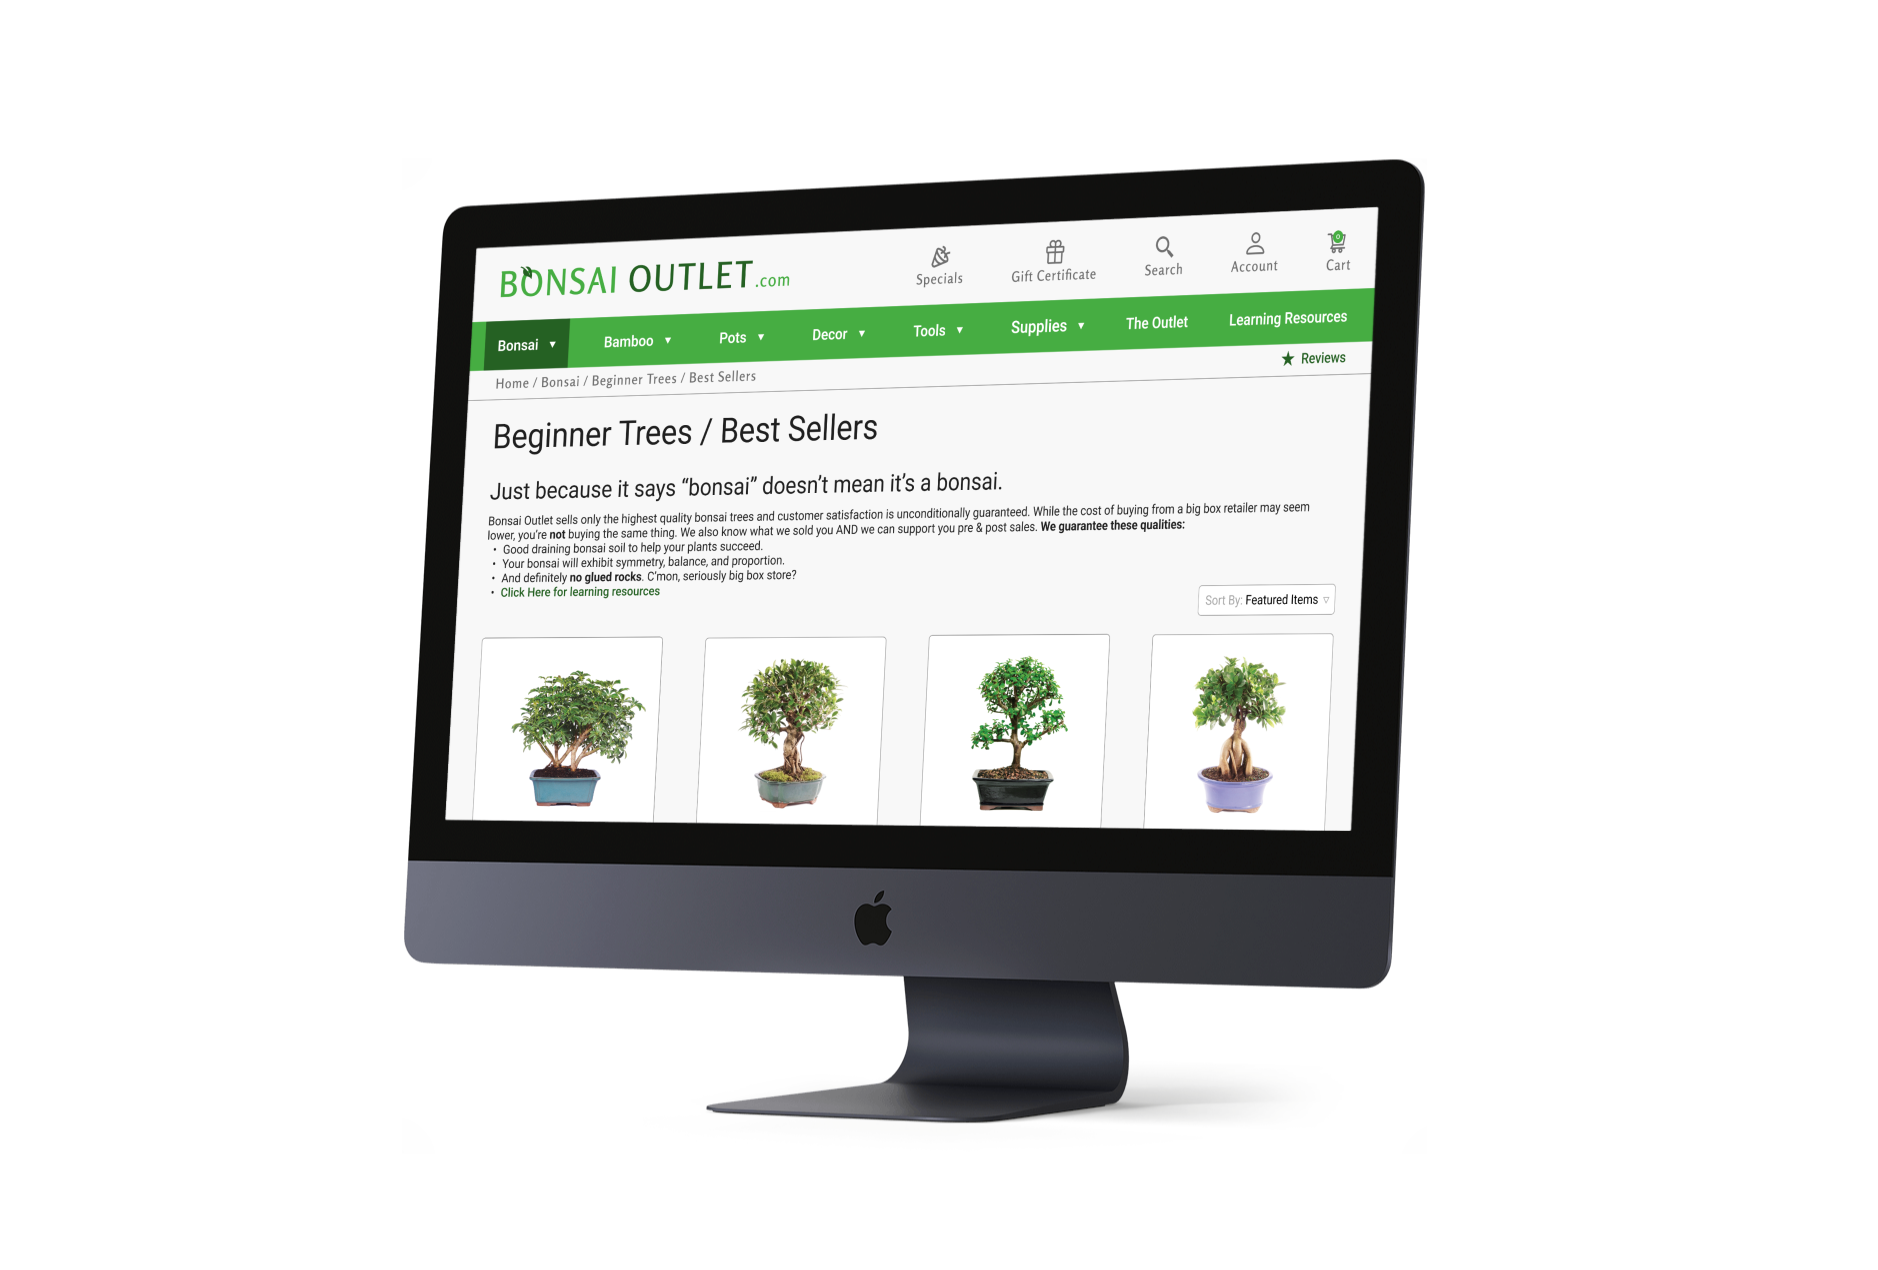 BONSAI OUTLET.com
Specials
Gift Certificate
Search
Account
0
Cart
Bonsai ▼
Bamboo ▼
Pots ▼
Decor ▼
Tools ▼
Supplies ▼
The Outlet
Learning Resources
Home / Bonsai / Beginner Trees / Best Sellers
★ Reviews
Beginner Trees / Best Sellers
Just because it says “bonsai” doesn’t mean it’s a bonsai.
Bonsai Outlet sells only the highest quality bonsai trees and customer satisfaction is unconditionally guaranteed. While the cost of buying from a big box retailer may seem
lower, you’re not buying the same thing. We also know what we sold you AND we can support you pre & post sales. We guarantee these qualities:
• Good draining bonsai soil to help your plants succeed.
• Your bonsai will exhibit symmetry, balance, and proportion.
• And definitely no glued rocks. C’mon, seriously big box store?
• Click Here for learning resources
Sort By: Featured Items ▽